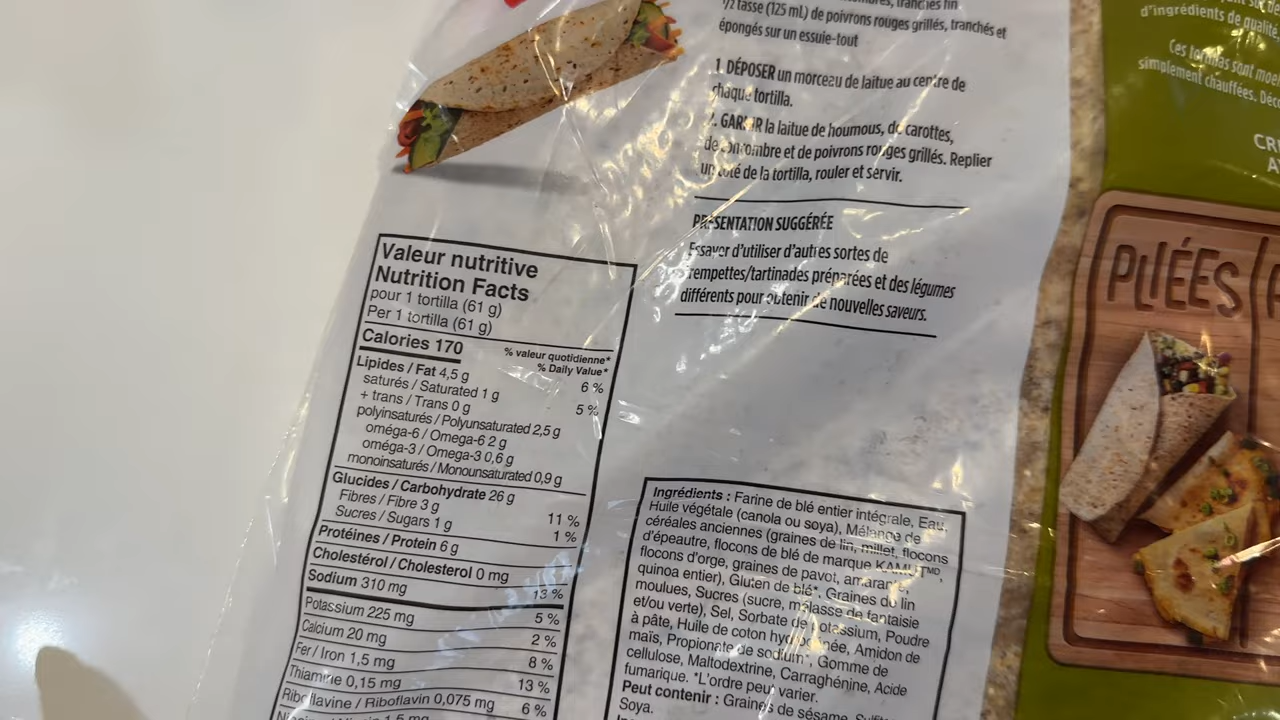 ½ tasse (125 mL) de poivrons rouges grillés, tranchés et
épongés sur un essuie-tout
1 DÉPOSER un morceau de laitue au centre de
chaque tortilla.
2. GARNIR la laitue de houmous, de carottes,
de concombre et de poivrons rouges grillés. Replier
un côté de la tortilla, rouler et servir.
PRÉSENTATION SUGGÉRÉE
Essayer d'utiliser d'autres sortes de
trempettes/tartinades préparées et des légumes
différents pour obtenir de nouvelles saveurs.
Valeur nutritive
Nutrition Facts
pour 1 tortilla (61 g)
Per 1 tortilla (61 g)
Calories 170
% valeur quotidienne*
% Daily Value*
Lipides / Fat 4,5 g 6 %
saturés / Saturated 1 g
+ trans / Trans 0 g 5 %
polyinsaturés / Polyunsaturated 2,5 g
oméga-6 / Omega-6 2 g
oméga-3 / Omega-3 0,6 g
monoinsaturés / Monounsaturated 0,9 g
Glucides / Carbohydrate 26 g
Fibres / Fibre 3 g 11 %
Sucres / Sugars 1 g 1 %
Protéines / Protein 6 g
Cholestérol / Cholesterol 0 mg
Sodium 310 mg 13 %
Potassium 225 mg 5 %
Calcium 20 mg 2 %
Fer / Iron 1,5 mg 8 %
Thiamine 0,15 mg 13 %
Riboflavine / Riboflavin 0,075 mg 6 %
Ingrédients : Farine de blé entier intégrale, Eau,
Huile végétale (canola ou soya), Mélange de
céréales anciennes (graines de lin, millet, flocons
d'épeautre, flocons de blé de marque KAMUT MD,
flocons d'orge, graines de pavot, amarante,
quinoa entier), Gluten de blé*, Graines de lin
moulues, Sucres (sucre, mélasse de fantaisie
et/ou verte), Sel, Sorbate de potassium, Poudre
à pâte, Huile de coton hydrogénée, Amidon de
maïs, Propionate de sodium*, Gomme de
cellulose, Maltodextrine, Carraghénine, Acide
fumarique. *L'ordre peut varier.
Peut contenir : Graines de sésame,
Soya.
d'ingrédients de qualité,
Ces tortillas sont
simplement chauffées.
PLIÉES